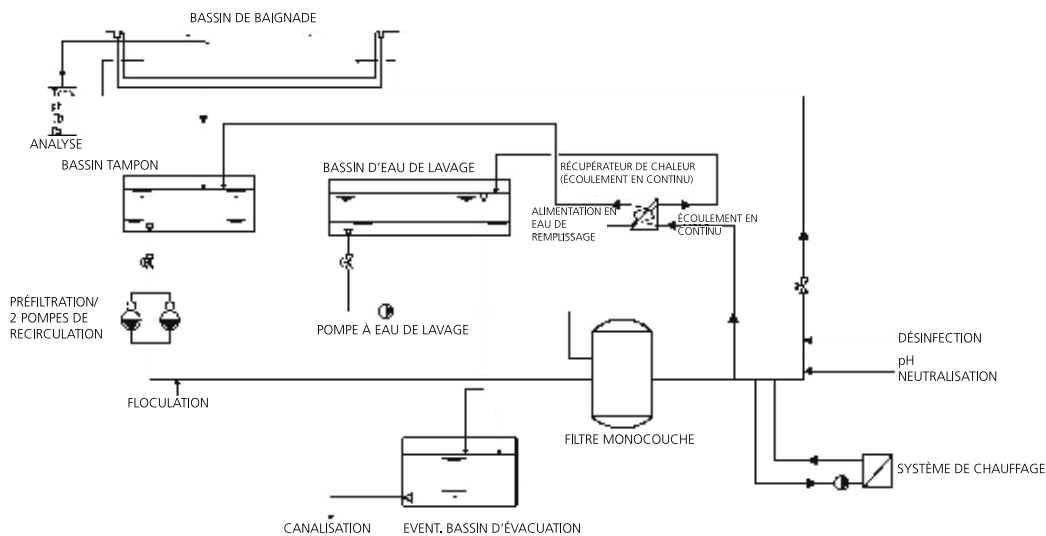 BASSIN DE BAIGNADE
ANALYSE
BASSIN TAMPON
BASSIN D'EAU DE LAVAGE
RÉCUPÉRATEUR DE CHALEUR
(ÉCOULEMENT EN CONTINU)
ALIMENTATION EN
EAU DE
REMPLISSAGE
ÉCOULEMENT EN
CONTINU
PRÉFILTRATION/
2 POMPES DE
RECIRCULATION
POMPE À EAU DE LAVAGE
DÉSINFECTION
pH
NEUTRALISATION
FLOCULATION
FILTRE MONOCOUCHE
SYSTÈME DE CHAUFFAGE
CANALISATION
EVENT. BASSIN D'ÉVACUATION